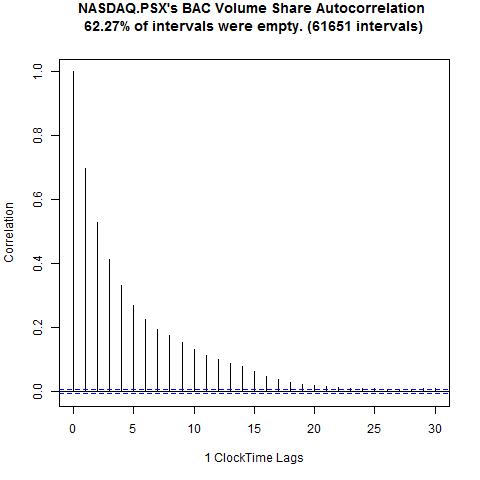 NASDAQ.PSX's BAC Volume Share Autocorrelation
62.27% of intervals were empty. (61651 intervals)
1.0
0.8
0.6
0.4
0.2
0.0
Correlation
0 5 10 15 20 25 30
1 ClockTime Lags